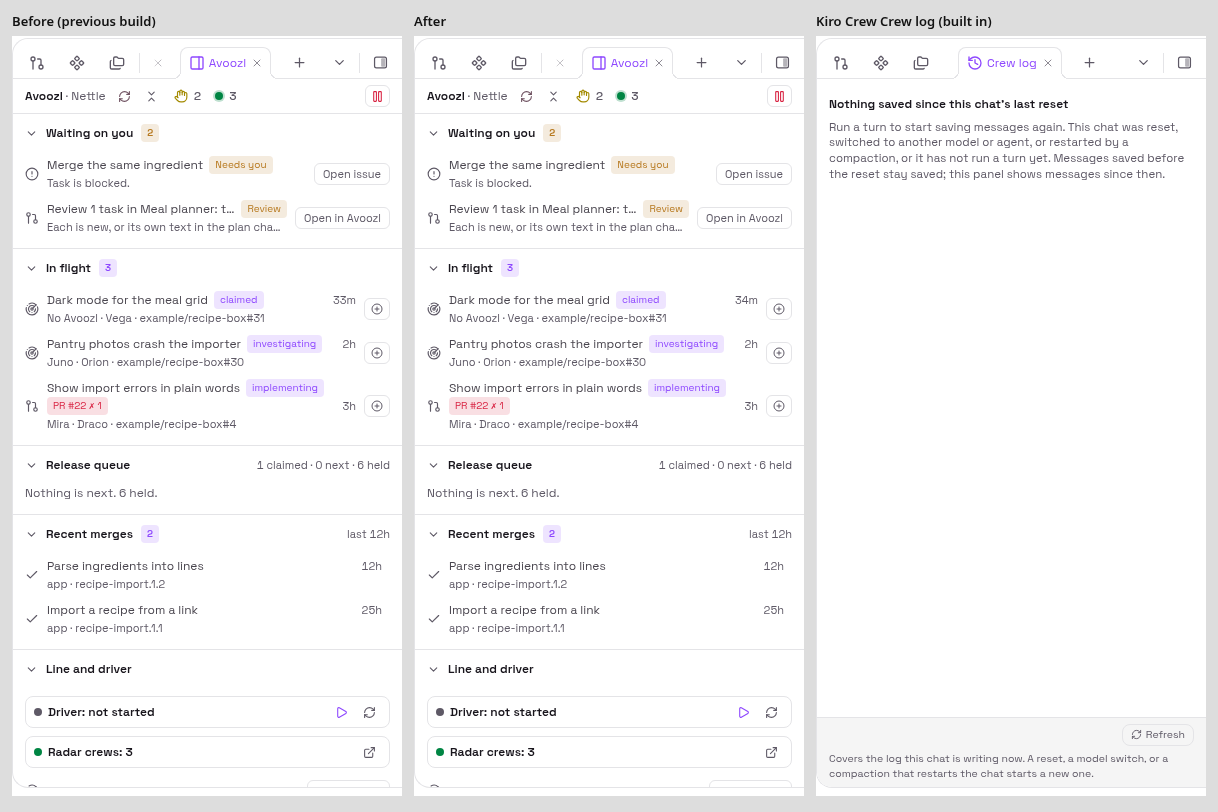 Before (previous build)
Avoozl
Avoozl · Nettle
2
3
Waiting on you 2
Merge the same ingredient Needs you
Task is blocked.
Open issue
Review 1 task in Meal planner: t... Review
Each is new, or its own text in the plan cha...
Open in Avoozl
In flight 3
Dark mode for the meal grid claimed 33m
No Avoozl · Vega · example/recipe-box#31
Pantry photos crash the importer investigating 2h
Juno · Orion · example/recipe-box#30
Show import errors in plain words implementing
PR #22 ✗ 1 3h
Mira · Draco · example/recipe-box#4
Release queue 1 claimed · 0 next · 6 held
Nothing is next. 6 held.
Recent merges 2 last 12h
Parse ingredients into lines 12h
app · recipe-import.1.2
Import a recipe from a link 25h
app · recipe-import.1.1
Line and driver
Driver: not started
Radar crews: 3
After
Avoozl
Avoozl · Nettle
2
3
Waiting on you 2
Merge the same ingredient Needs you
Task is blocked.
Open issue
Review 1 task in Meal planner: t... Review
Each is new, or its own text in the plan cha...
Open in Avoozl
In flight 3
Dark mode for the meal grid claimed 34m
No Avoozl · Vega · example/recipe-box#31
Pantry photos crash the importer investigating 2h
Juno · Orion · example/recipe-box#30
Show import errors in plain words implementing
PR #22 ✗ 1 3h
Mira · Draco · example/recipe-box#4
Release queue 1 claimed · 0 next · 6 held
Nothing is next. 6 held.
Recent merges 2 last 12h
Parse ingredients into lines 12h
app · recipe-import.1.2
Import a recipe from a link 25h
app · recipe-import.1.1
Line and driver
Driver: not started
Radar crews: 3
Kiro Crew Crew log (built in)
Crew log
Nothing saved since this chat's last reset
Run a turn to start saving messages again. This chat was reset,
switched to another model or agent, or restarted by a
compaction, or it has not run a turn yet. Messages saved before
the reset stay saved; this panel shows messages since then.
Refresh
Covers the log this chat is writing now. A reset, a model switch, or a
compaction that restarts the chat starts a new one.